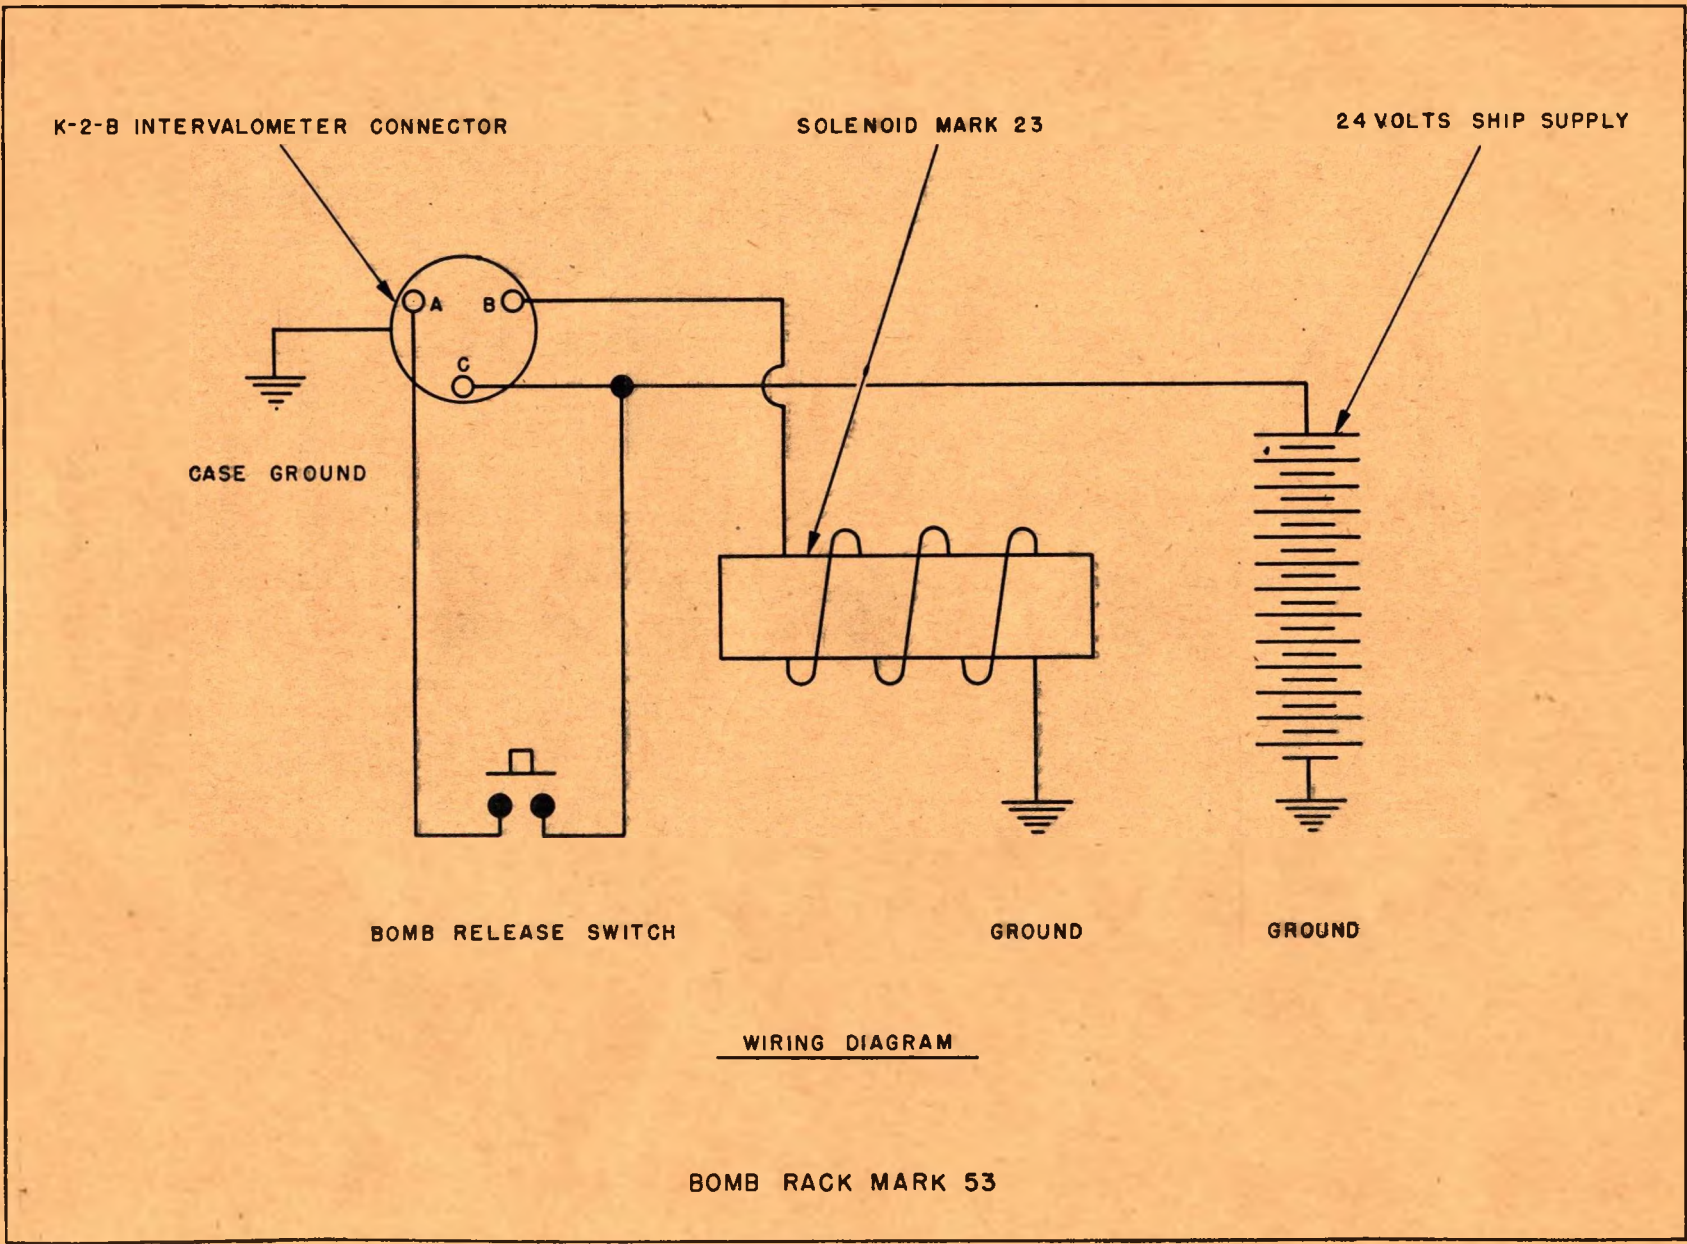 K-2-B INTERVALOMETER CONNECTOR
SOLENOID MARK 23
24 VOLTS SHIP SUPPLY
A
B
C
CASE GROUND
BOMB RELEASE SWITCH
GROUND
GROUND
WIRING DIAGRAM
BOMB RACK MARK 53